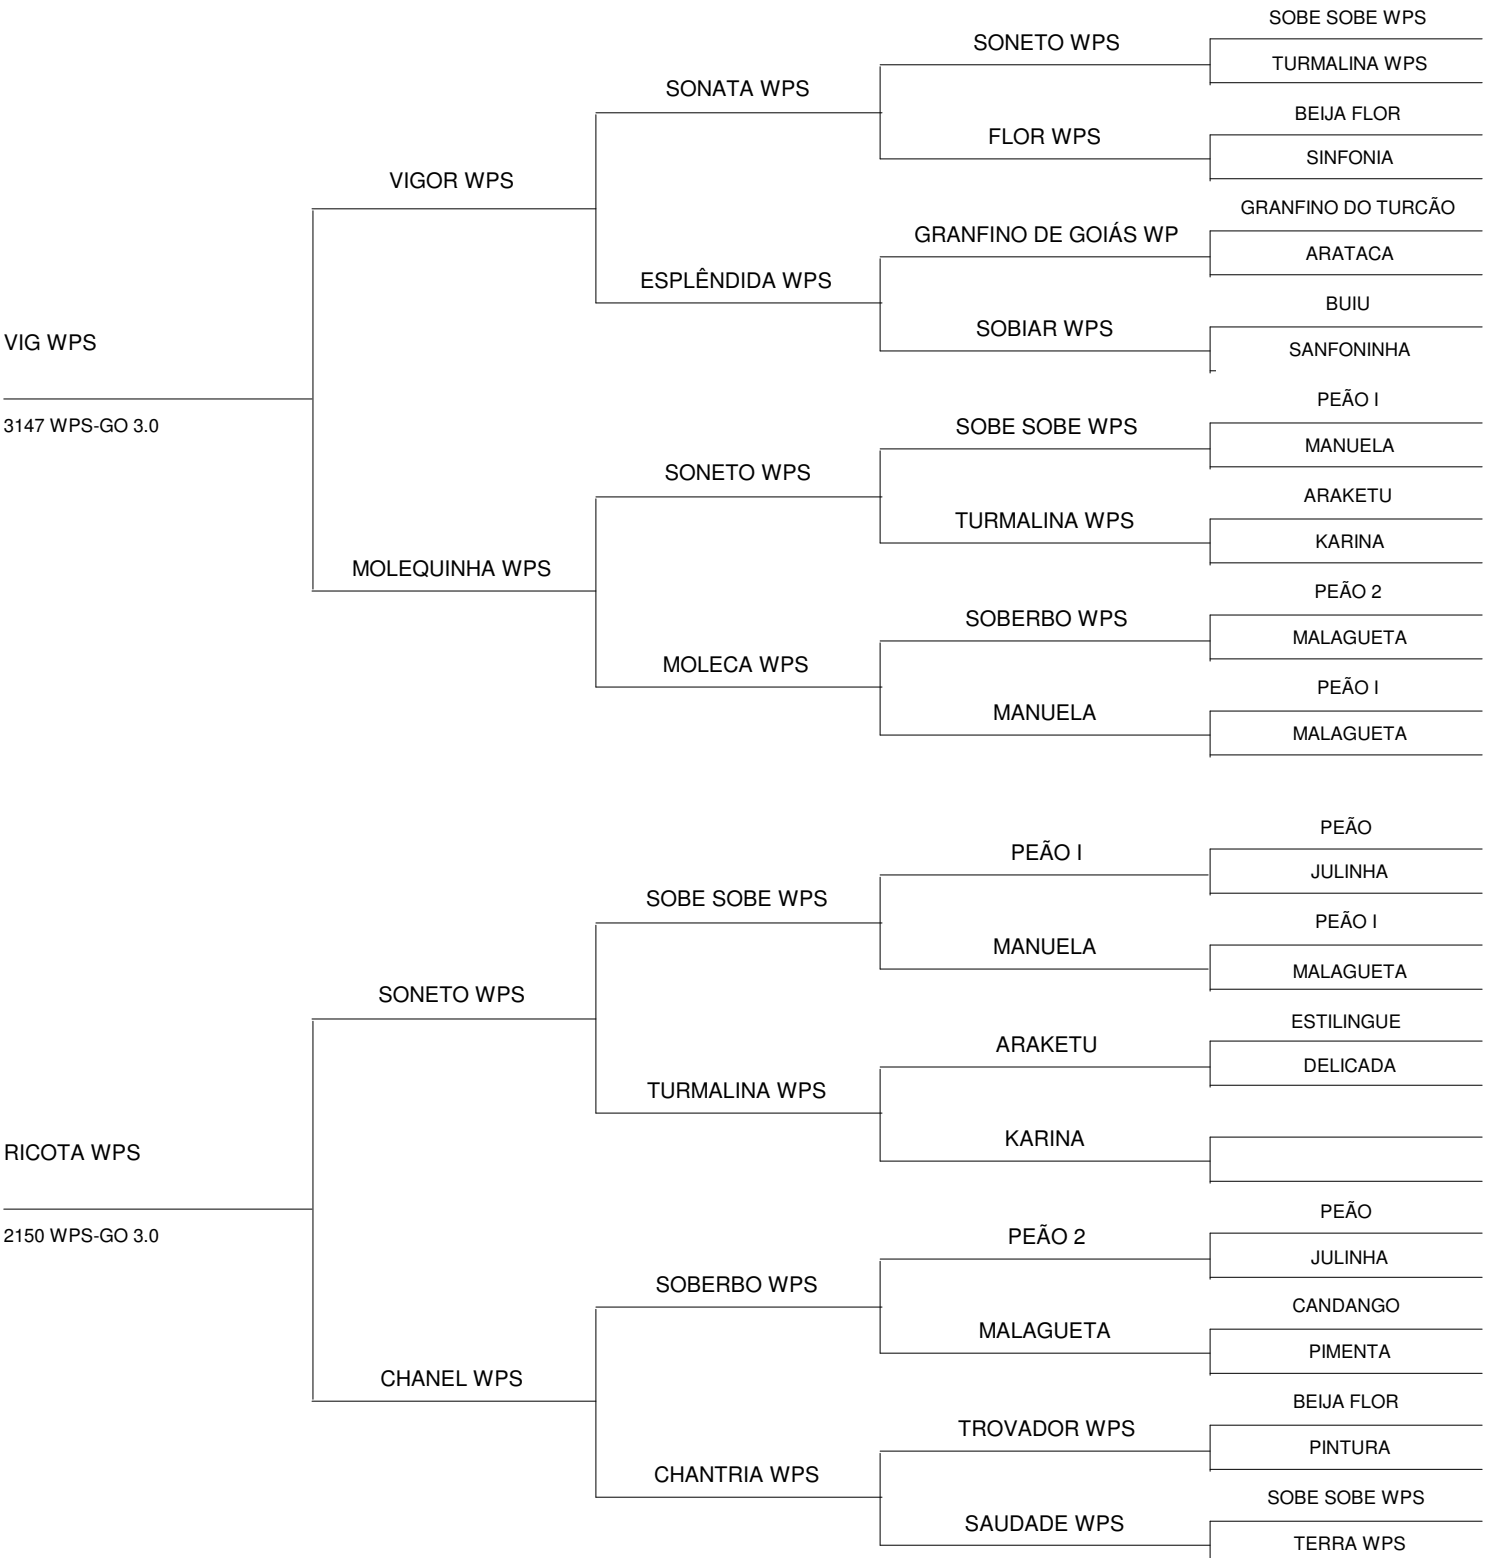 SOBE SOBE WPS
SONETO WPS
TURMALINA WPS
SONATA WPS
BEIJA FLOR
FLOR WPS
SINFONIA
VIGOR WPS
GRANFINO DO TURCÃO
GRANFINO DE GOIÁS WP
ARATACA
ESPLÊNDIDA WPS
BUIU
SOBIAR WPS
SANFONINHA
VIG WPS
3147 WPS-GO 3.0
PEÃO I
SOBE SOBE WPS
MANUELA
SONETO WPS
ARAKETU
TURMALINA WPS
KARINA
MOLEQUINHA WPS
PEÃO 2
SOBERBO WPS
MALAGUETA
MOLECA WPS
PEÃO I
MANUELA
MALAGUETA
PEÃO
PEÃO I
JULINHA
SOBE SOBE WPS
PEÃO I
MANUELA
MALAGUETA
SONETO WPS
ESTILINGUE
ARAKETU
DELICADA
TURMALINA WPS
KARINA
RICOTA WPS
2150 WPS-GO 3.0
PEÃO
PEÃO 2
JULINHA
SOBERBO WPS
CANDANGO
MALAGUETA
PIMENTA
CHANEL WPS
BEIJA FLOR
TROVADOR WPS
PINTURA
CHANTRIA WPS
SOBE SOBE WPS
SAUDADE WPS
TERRA WPS